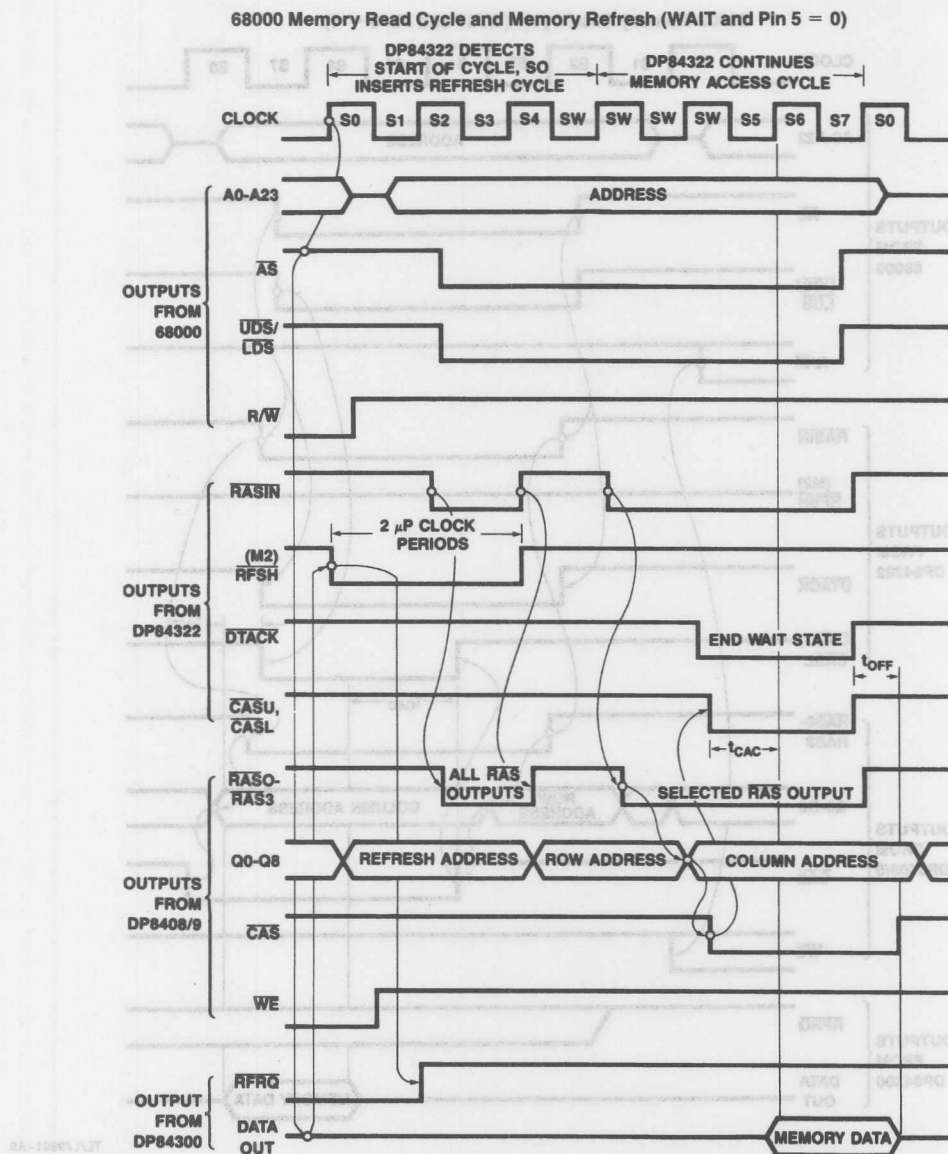 68000 Memory Read Cycle and Memory Refresh (WAIT and Pin 5 = 0)
DP84322 DETECTS
START OF CYCLE, SO
INSERTS REFRESH CYCLE
DP84322 CONTINUES
MEMORY ACCESS CYCLE
CLOCK
S0 S1 S2 S3 S4 SW SW SW SW S5 S6 S7 S0
A0-A23
ADDRESS
AS
OUTPUTS
FROM
68000
UDS/
LDS
R/W
RASIN
2 μP CLOCK
PERIODS
(M2)
RFSH
OUTPUTS
FROM
DP84322
DTACK
END WAIT STATE
tOFF
CASU,
CASL
tCAC
RASO-
RAS3
ALL RAS
OUTPUTS
SELECTED RAS OUTPUT
Q0-Q8
REFRESH ADDRESS
ROW ADDRESS
COLUMN ADDRESS
OUTPUTS
FROM
DP8408/9
CAS
WE
RFRQ
OUTPUT
FROM
DP84300
DATA
OUT
MEMORY DATA